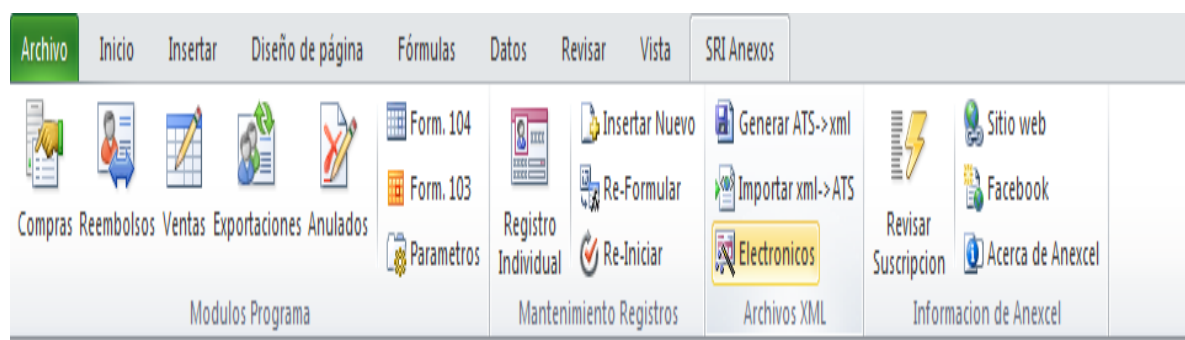 Archivo Inicio Insertar Diseño de página Fórmulas Datos Revisar Vista SRI Anexos
Compras Reembolsos Ventas Exportaciones Anulados
Form. 104
Form. 103
Parametros
Modulos Programa
Registro
Individual
Insertar Nuevo
Re-Formular
Re-Iniciar
Mantenimiento Registros
Generar ATS->xml
Importar xml->ATS
Electronicos
Archivos XML
Revisar
Suscripcion
Sitio web
Facebook
Acerca de Anexcel
Informacion de Anexcel